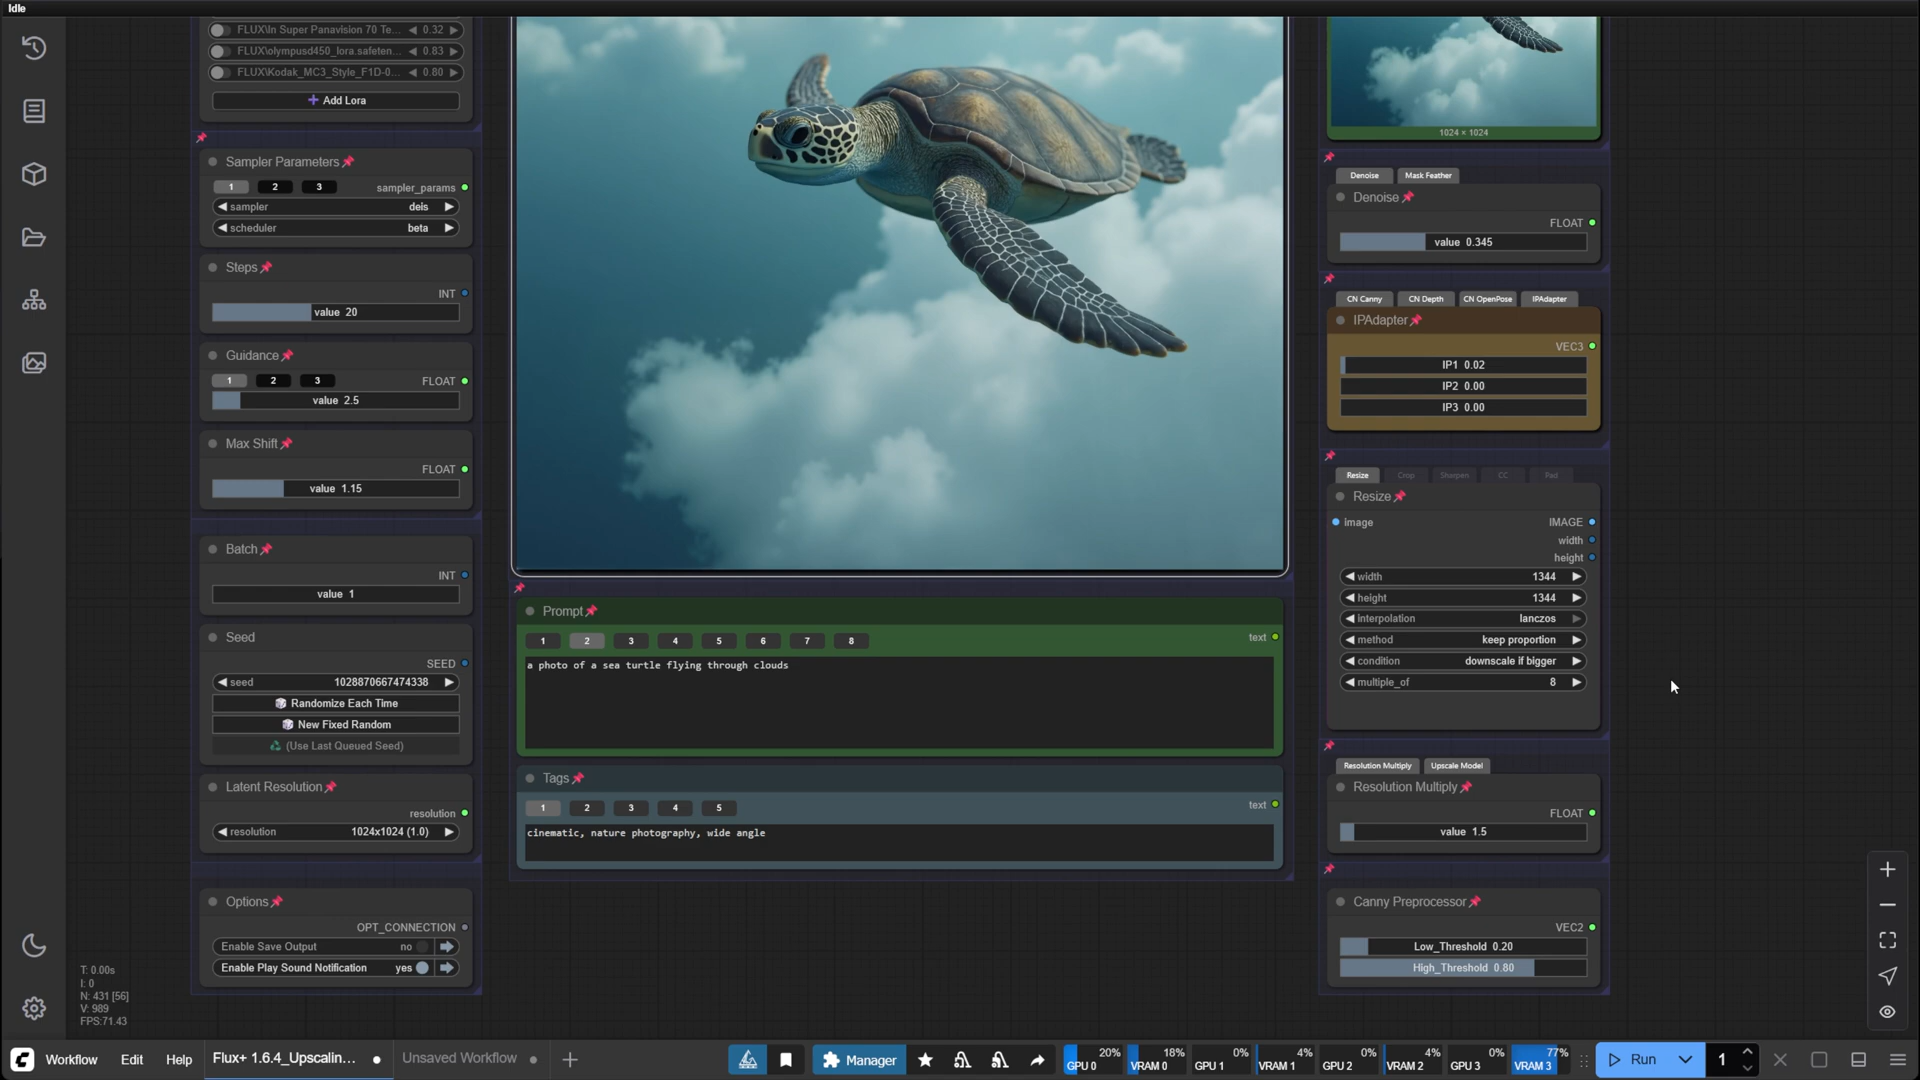 Idle
FLUX\In Super Panavision 70 Te... 0.32
FLUX\olympusd450_lora.safeten... 0.83
FLUX\Kodak_MC3_Style_F1D-0... 0.80
Add Lora
Sampler Parameters
1 2 3 sampler_params
sampler deis
scheduler beta
Steps
INT
value 20
Guidance
1 2 3 FLOAT
value 2.5
Max Shift
FLOAT
value 1.15
Batch
INT
value 1
Seed
SEED
seed 1028870667474338
Randomize Each Time
New Fixed Random
(Use Last Queued Seed)
Latent Resolution
resolution
resolution 1024x1024 (1.0)
Options
OPT_CONNECTION
Enable Save Output no
Enable Play Sound Notification yes
T: 0.00s
I: 0
N: 431 [56]
V: 989
FPS:71.43
Prompt
1 2 3 4 5 6 7 8 text
a photo of a sea turtle flying through clouds
Tags
1 2 3 4 5 text
cinematic, nature photography, wide angle
1024 × 1024
Denoise Mask Feather
Denoise
FLOAT
value 0.345
CN Canny CN Depth CN OpenPose IPAdapter
IPAdapter
VEC3
IP1 0.02
IP2 0.00
IP3 0.00
Resize Crop Sharpen CC Pad
Resize
image IMAGE
width
height
width 1344
height 1344
interpolation lanczos
method keep proportion
condition downscale if bigger
multiple_of 8
Resolution Multiply Upscale Model
Resolution Multiply
FLOAT
value 1.5
Canny Preprocessor
VEC2
Low_Threshold 0.20
High_Threshold 0.80
Workflow Edit Help Flux+ 1.6.4_Upscalin... Unsaved Workflow
Manager
20% GPU 0
18% VRAM 0
0% GPU 1
4% VRAM 1
0% GPU 2
4% VRAM 2
0% GPU 3
77% VRAM 3
Run 1